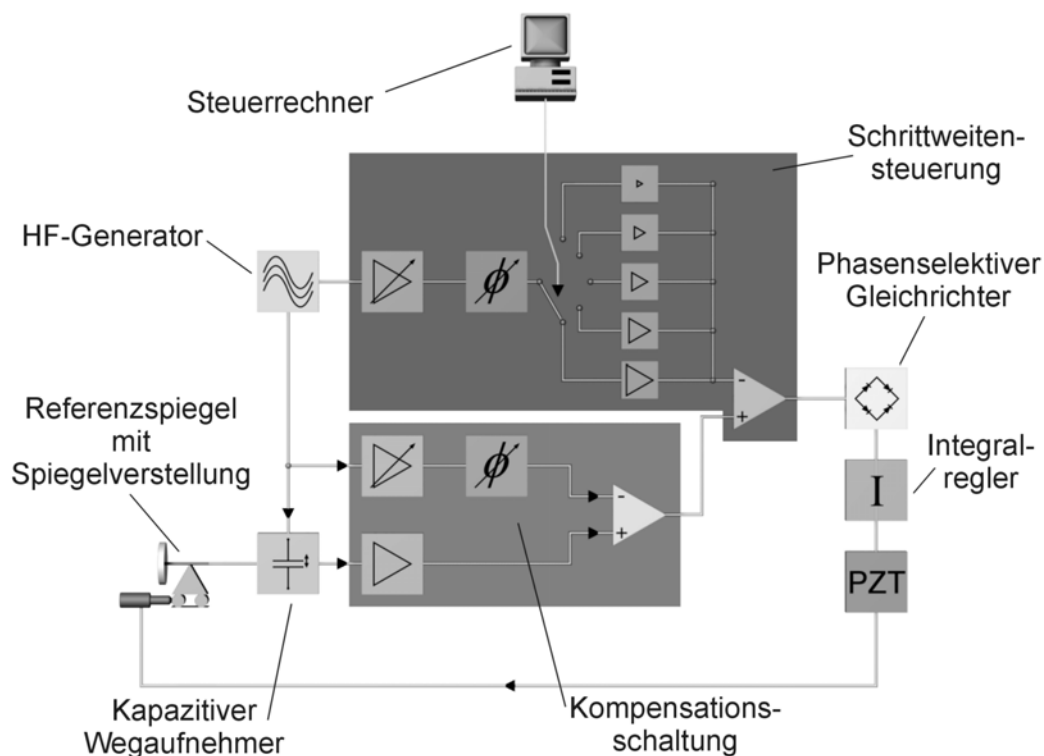 Steuerrechner
Schrittweiten-
steuerung
HF-Generator
ϕ
Phasenselektiver
Gleichrichter
-
+
Referenzspiegel
mit
Spiegelverstellung
ϕ
-
+
Integral-
regler
I
PZT
Kapazitiver
Wegaufnehmer
Kompensations-
schaltung